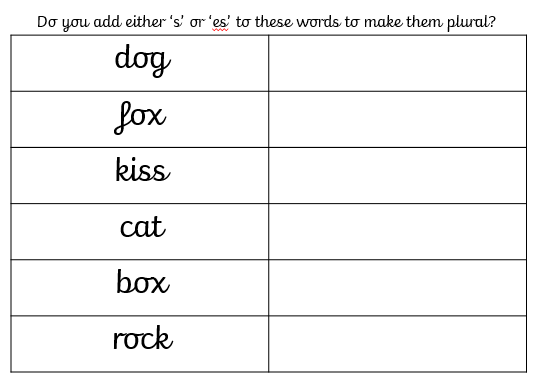 Do you add either ‘s’ or ‘es’ to these words to make them plural?
dog
fox
kiss
cat
box
rock